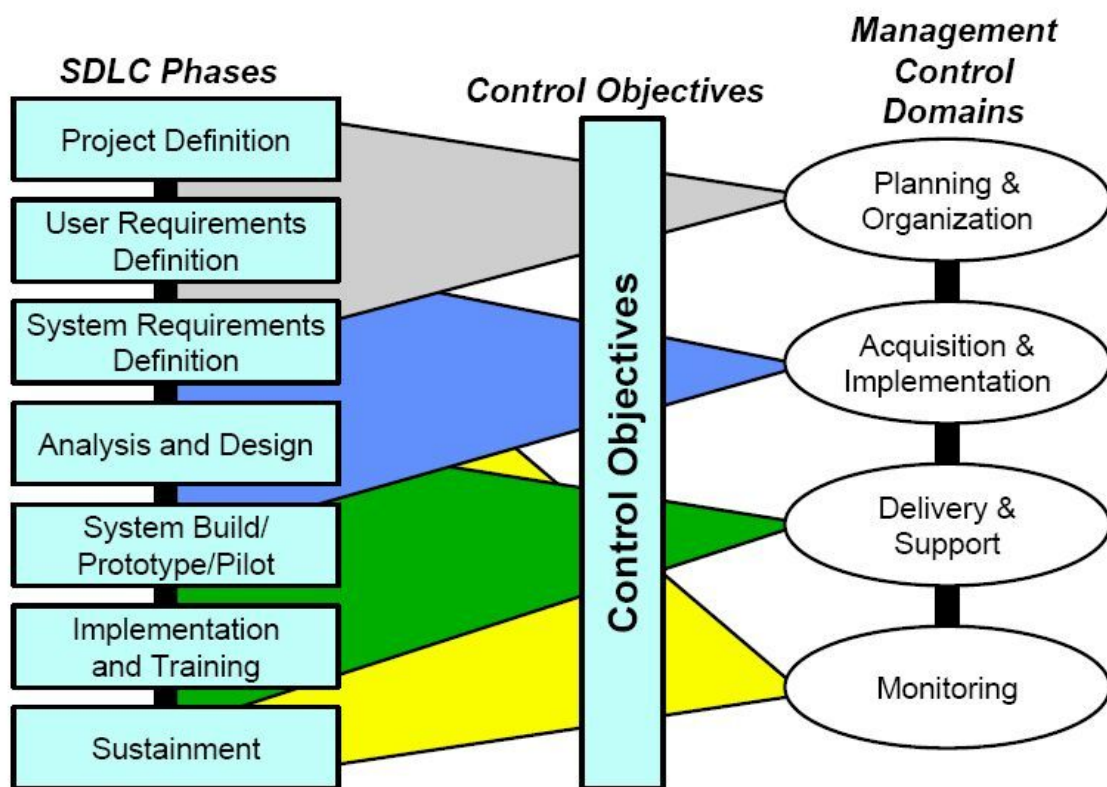 SDLC Phases
Project Definition
User Requirements
Definition
System Requirements
Definition
Analysis and Design
System Build/
Prototype/Pilot
Implementation
and Training
Sustainment
Control Objectives
Control Objectives
Management
Control
Domains
Planning &
Organization
Acquisition &
Implementation
Delivery &
Support
Monitoring